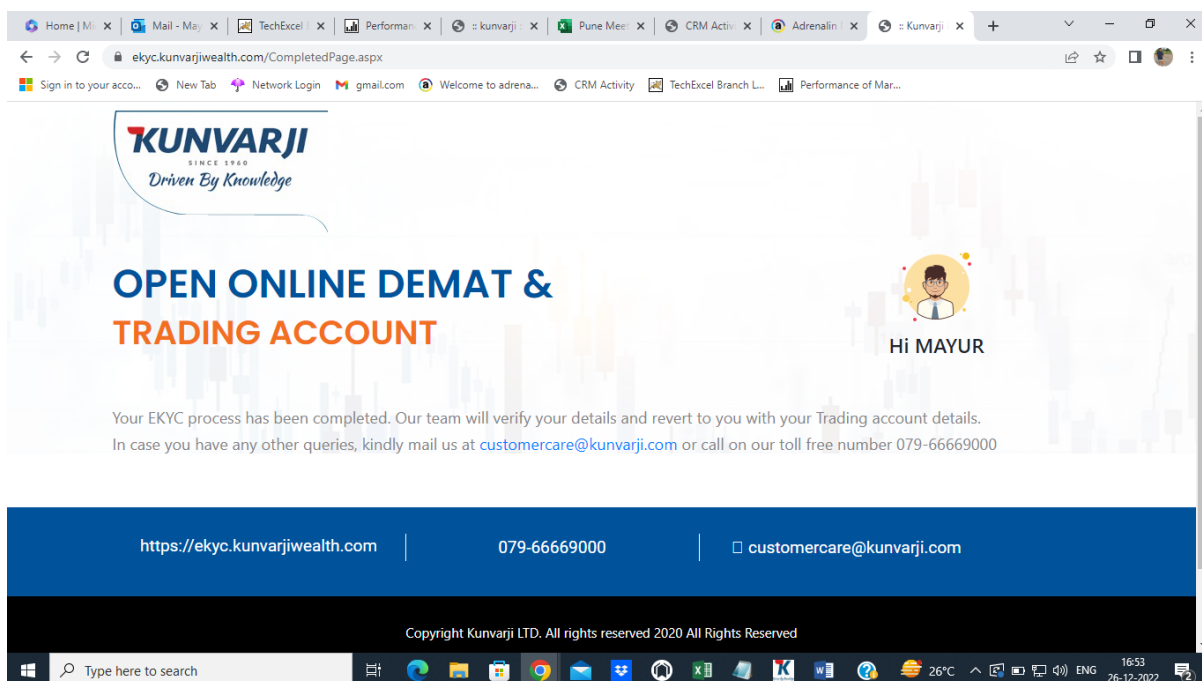 Home | Mi
Mail - May
TechExcel
Performan
:: kunvarji :
Pune Meet
CRM Activ
Adrenalin
:: Kunvarji
ekyc.kunvarjiwealth.com/CompletedPage.aspx
Sign in to your acco...
New Tab
Network Login
gmail.com
Welcome to adrena...
CRM Activity
TechExcel Branch L...
Performance of Mar...
KUNVARJI
SINCE 1960
Driven By Knowledge
OPEN ONLINE DEMAT &
TRADING ACCOUNT
Hi MAYUR
Your EKYC process has been completed. Our team will verify your details and revert to you with your Trading account details.
In case you have any other queries, kindly mail us at customercare@kunvarji.com or call on our toll free number 079-66669000
https://ekyc.kunvarjiwealth.com
079-66669000
customercare@kunvarji.com
Copyright Kunvarji LTD. All rights reserved 2020 All Rights Reserved
Type here to search
26°C
ENG
16:53
26-12-2022